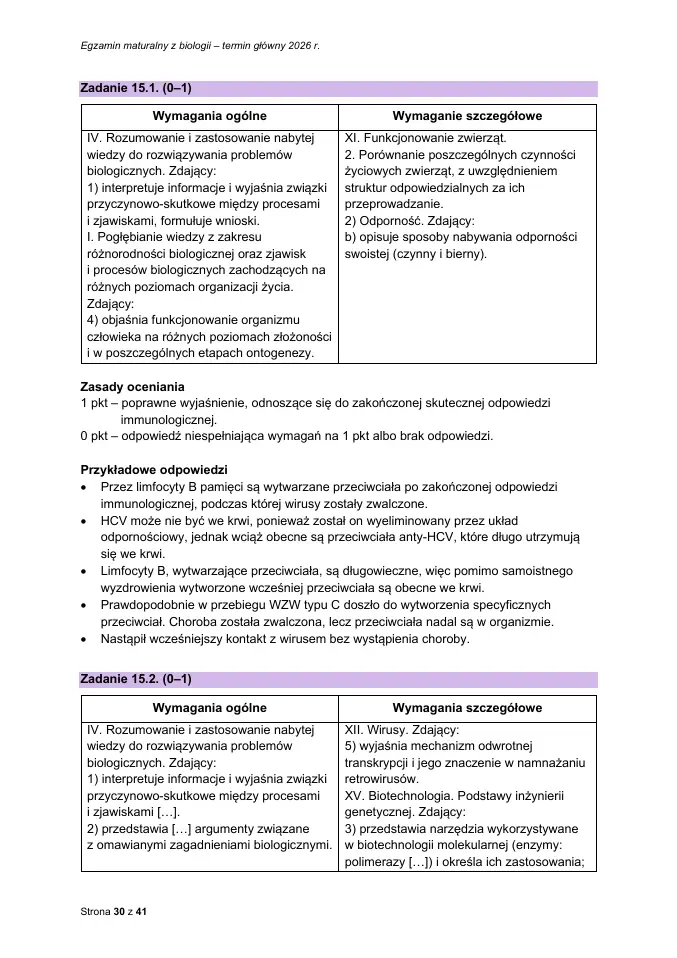 Egzamin maturalny z biologii – termin główny 2026 r.
Zadanie 15.1. (0–1)
Wymagania ogólne
IV. Rozumowanie i zastosowanie nabytej
wiedzy do rozwiązywania problemów
biologicznych. Zdający:
1) interpretuje informacje i wyjaśnia związki
przyczynowo-skutkowe między procesami
i zjawiskami, formułuje wnioski.
I. Pogłębianie wiedzy z zakresu
różnorodności biologicznej oraz zjawisk
i procesów biologicznych zachodzących na
różnych poziomach organizacji życia.
Zdający:
4) objaśnia funkcjonowanie organizmu
człowieka na różnych poziomach złożoności
i w poszczególnych etapach ontogenezy.
Wymaganie szczegółowe
XI. Funkcjonowanie zwierząt.
2. Porównanie poszczególnych czynności
życiowych zwierząt, z uwzględnieniem
struktur odpowiedzialnych za ich
przeprowadzanie.
2) Odporność. Zdający:
b) opisuje sposoby nabywania odporności
swoistej (czynny i bierny).
Zasady oceniania
1 pkt – poprawne wyjaśnienie, odnoszące się do zakończonej skutecznej odpowiedzi
immunologicznej.
0 pkt – odpowiedź niespełniająca wymagań na 1 pkt albo brak odpowiedzi.
Przykładowe odpowiedzi
• Przez limfocyty B pamięci są wytwarzane przeciwciała po zakończonej odpowiedzi
immunologicznej, podczas której wirusy zostały zwalczone.
• HCV może nie być we krwi, ponieważ został on wyeliminowany przez układ
odpornościowy, jednak wciąż obecne są przeciwciała anty-HCV, które długo utrzymują
się we krwi.
• Limfocyty B, wytwarzające przeciwciała, są długowieczne, więc pomimo samoistnego
wyzdrowienia wytworzone wcześniej przeciwciała są obecne we krwi.
• Prawdopodobnie w przebiegu WZW typu C doszło do wytworzenia specyficznych
przeciwciał. Choroba została zwalczona, lecz przeciwciała nadal są w organizmie.
• Nastąpił wcześniejszy kontakt z wirusem bez wystąpienia choroby.
Zadanie 15.2. (0–1)
Wymagania ogólne
IV. Rozumowanie i zastosowanie nabytej
wiedzy do rozwiązywania problemów
biologicznych. Zdający:
1) interpretuje informacje i wyjaśnia związki
przyczynowo-skutkowe między procesami
i zjawiskami […].
2) przedstawia […] argumenty związane
z omawianymi zagadnieniami biologicznymi.
Wymagania szczegółowe
XII. Wirusy. Zdający:
5) wyjaśnia mechanizm odwrotnej
transkrypcji i jego znaczenie w namnażaniu
retrowirusów.
XV. Biotechnologia. Podstawy inżynierii
genetycznej. Zdający:
3) przedstawia narzędzia wykorzystywane
w biotechnologii molekularnej (enzymy:
polimerazy […]) i określa ich zastosowania;
Strona 30 z 41